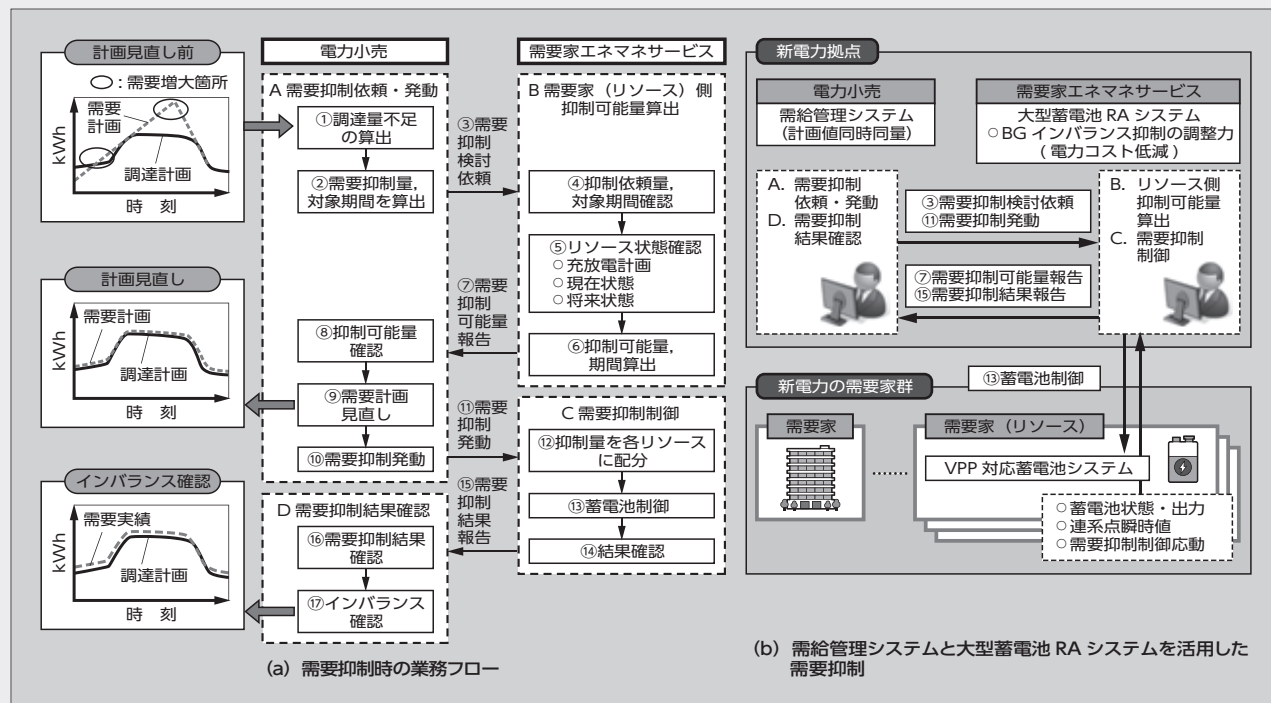 計画見直し前
○：需要増大箇所
需要
計画
調達計画
kWh
時 刻
計画見直し
需要計画
調達計画
kWh
時 刻
インバランス確認
需要実績
調達計画
kWh
時 刻
電力小売
A 需要抑制依頼・発動
①調達量不足
の算出
②需要抑制量，
対象期間を算出
⑧抑制可能量
確認
⑨需要計画
見直し
⑩需要抑制発動
D 需要抑制結果確認
⑯需要抑制結果
確認
⑰インバランス
確認
③需要
抑制
検討
依頼
⑦需要
抑制
可能量
報告
⑪需要
抑制
発動
⑮需要
抑制
結果
報告
需要家エネマネサービス
B 需要家（リソース）側
抑制可能量算出
④抑制依頼量，
対象期間確認
⑤リソース状態確認
○充放電計画
○現在状態
○将来状態
⑥抑制可能量，
期間算出
C 需要抑制制御
⑫抑制量を各リソース
に配分
⑬蓄電池制御
⑭結果確認
(a) 需要抑制時の業務フロー
新電力拠点
電力小売
需給管理システム
（計画値同時同量）
需要家エネマネサービス
大型蓄電池 RA システム
○BG インバランス抑制の調整力
（電力コスト低減）
A. 需要抑制
依頼・発動
D. 需要抑制
結果確認
③需要抑制検討依頼
⑪需要抑制発動
⑦需要抑制可能量報告
⑮需要抑制結果報告
B. リソース側
抑制可能量
算出
C. 需要抑制
制御
⑬蓄電池制御
新電力の需要家群
需要家
……
需要家（リソース）
VPP 対応蓄電池システム
○蓄電池状態・出力
○連系点瞬時値
○需要抑制制御応動
(b) 需給管理システムと大型蓄電池 RA システムを活用した
需要抑制